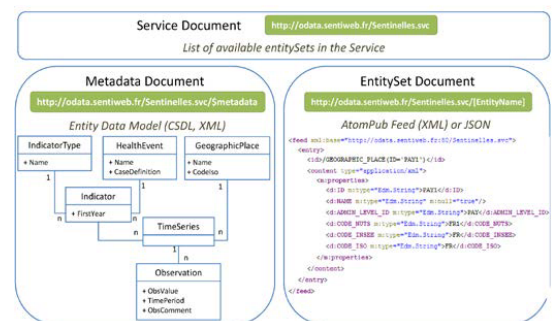 Service Document http://odata.sentiweb.fr/Sentinelles.svc
List of available entitySets in the Service
Metadata Document
http://odata.sentiweb.fr/Sentinelles.svc/$metadata
Entity Data Model (CSDL, XML)
IndicatorType
+ Name
HealthEvent
+ Name
+ CaseDefinition
GeographicPlace
+ Name
+ CodeIso
1
1
1
Indicator
+ FirstYear
n
n
n
n
TimeSeries
1
n
Observation
+ ObsValue
+ TimePeriod
+ ObsComment
EntitySet Document
http://odata.sentiweb.fr/Sentinelles.svc/[EntityName]
AtomPub Feed (XML) or JSON
<feed xml:base="http://odata.sentiweb.fr:80/Sentinelles.svc">
<entry>
<id>/GEOGRAPHIC_PLACE(ID='PAY1')</id>
<content type="application/xml">
<m:properties>
<d:ID m:type="Edm.String">PAY1</d:ID>
<d:NAME m:type="Edm.String" m:null="true"/>
<d:ADMIN_LEVEL_ID m:type="Edm.String">PAY</d:ADMIN_LEVEL_ID>
<d:CODE_NUTS m:type="Edm.String">FR1</d:CODE_NUTS>
<d:CODE_INSEE m:type="Edm.String">FR</d:CODE_INSEE>
<d:CODE_ISO m:type="Edm.String">FR</d:CODE_ISO>
</m:properties>
</content>
</entry>
</feed>